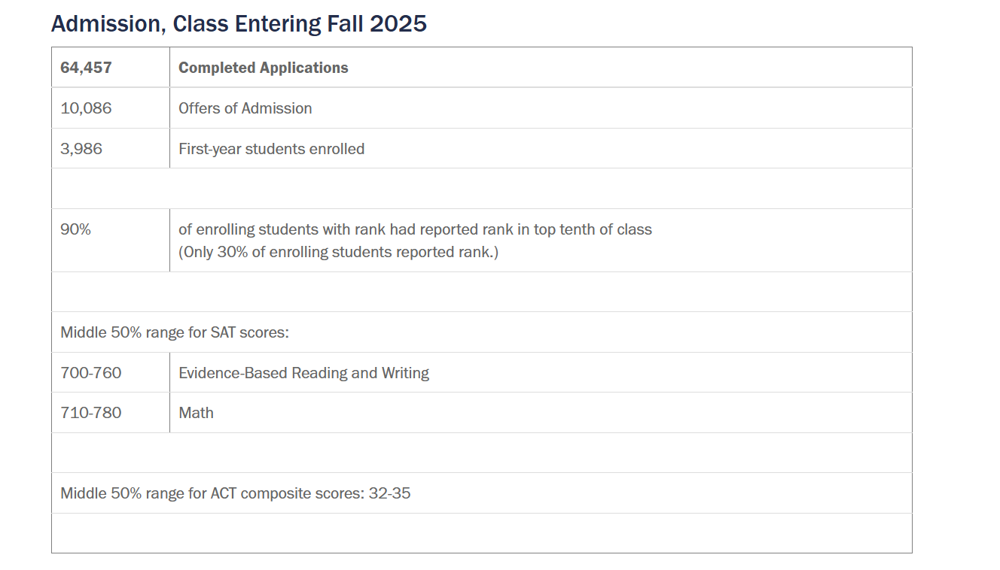 Admission, Class Entering Fall 2025
64,457 Completed Applications
10,086 Offers of Admission
3,986 First-year students enrolled
90% of enrolling students with rank had reported rank in top tenth of class
(Only 30% of enrolling students reported rank.)
Middle 50% range for SAT scores:
700-760 Evidence-Based Reading and Writing
710-780 Math
Middle 50% range for ACT composite scores: 32-35